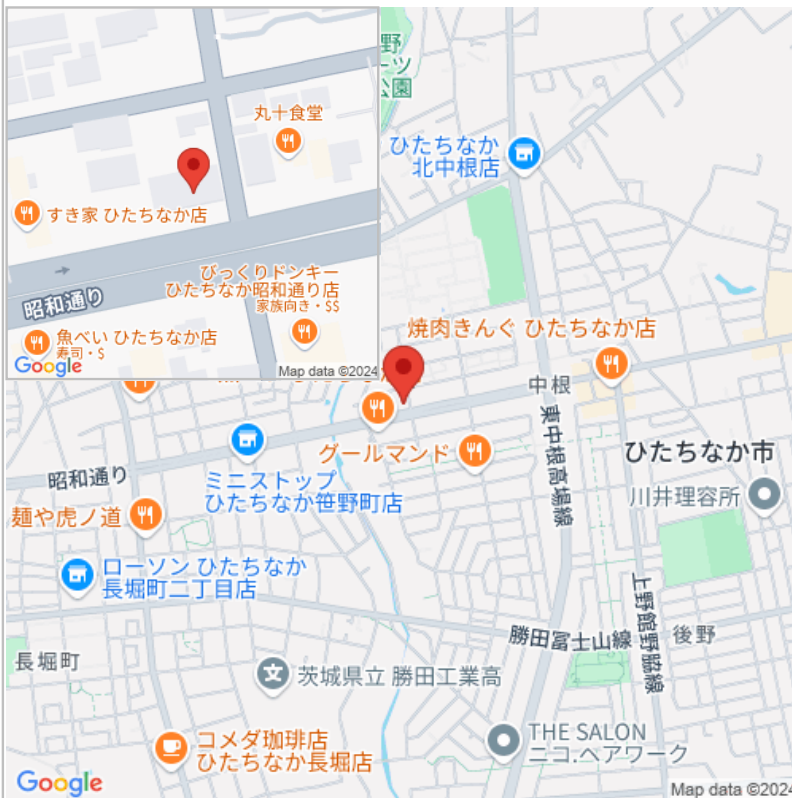 丸十食堂
すき家 ひたちなか店
昭和通り
びっくりドンキー
ひたちなか昭和通り店
家族向き・$$
魚べい ひたちなか店
寿司・$
Google
Map data ©2024
野
ーツ
公園
ひたちなか
北中根店
焼肉きんぐ ひたちなか店
中根
東中根高場線
グールマンド
ひたちなか市
昭和通り
ミニストップ
ひたちなか笹野町店
川井理容所
麺や虎ノ道
ローソン ひたちなか
長堀町二丁目店
上野館野脇線
勝田冨士山線
後野
長堀町
茨城県立 勝田工業高
コメダ珈琲店
ひたちなか長堀店
THE SALON
ニコ.ヘアワーク
Google
Map data ©2024